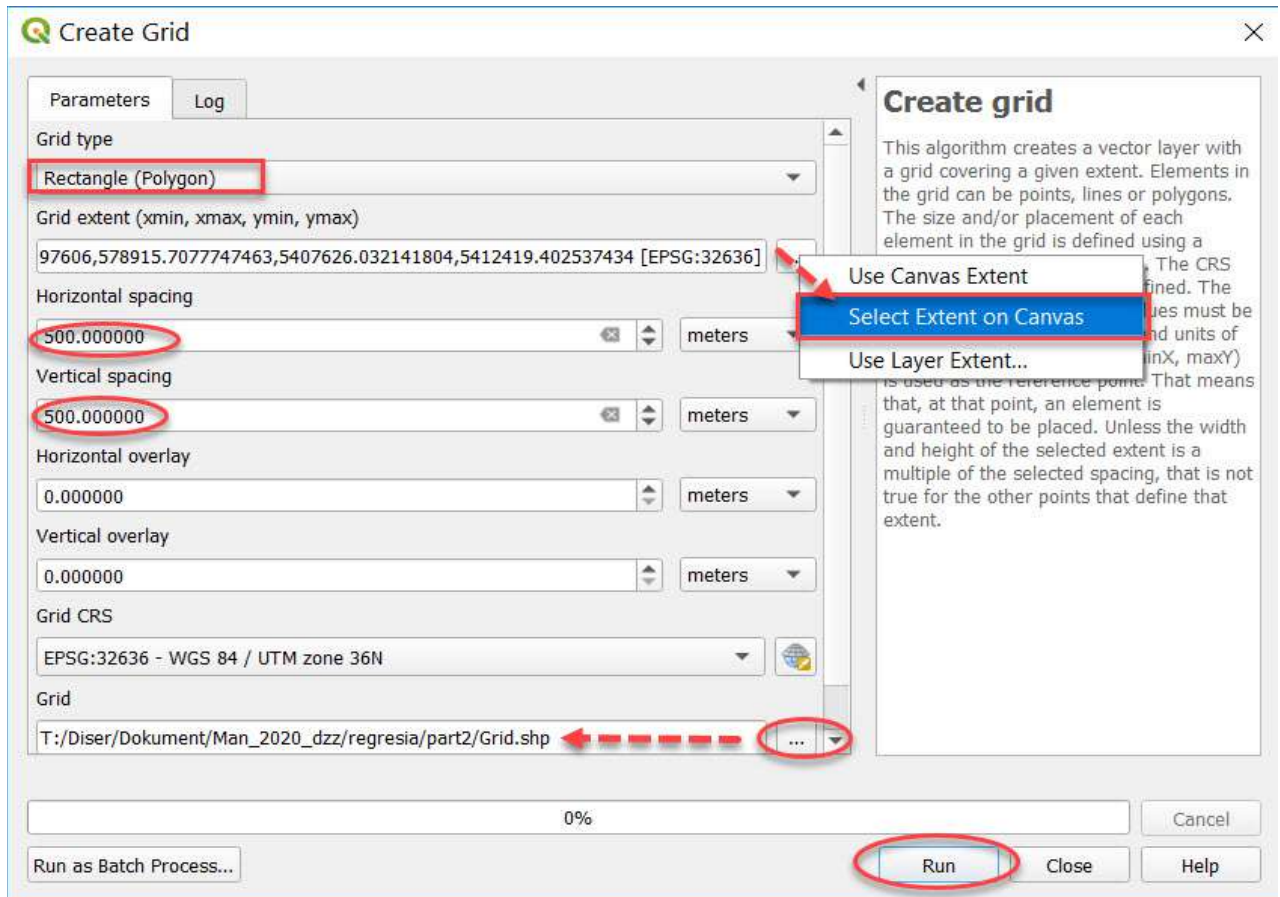 Create Grid
Parameters
Log
Grid type
Rectangle (Polygon)
Grid extent (xmin, xmax, ymin, ymax)
97606,578915.7077747463,5407626.032141804,5412419.402537434 [EPSG:32636]
Horizontal spacing
500.000000
meters
Vertical spacing
500.000000
meters
Horizontal overlay
0.000000
meters
Vertical overlay
0.000000
meters
Grid CRS
EPSG:32636 - WGS 84 / UTM zone 36N
Grid
T:/Diser/Dokument/Man_2020_dzz/regresia/part2/Grid.shp
...
Use Canvas Extent
Select Extent on Canvas
Use Layer Extent...
Create grid
This algorithm creates a vector layer with
a grid covering a given extent. Elements in
the grid can be points, lines or polygons.
The size and/or placement of each
element in the grid is defined using a
. The CRS
fined. The
ues must be
nd units of
inX, maxY)
is used as the reference point. That means
that, at that point, an element is
guaranteed to be placed. Unless the width
and height of the selected extent is a
multiple of the selected spacing, that is not
true for the other points that define that
extent.
0%
Cancel
Run as Batch Process...
Run
Close
Help